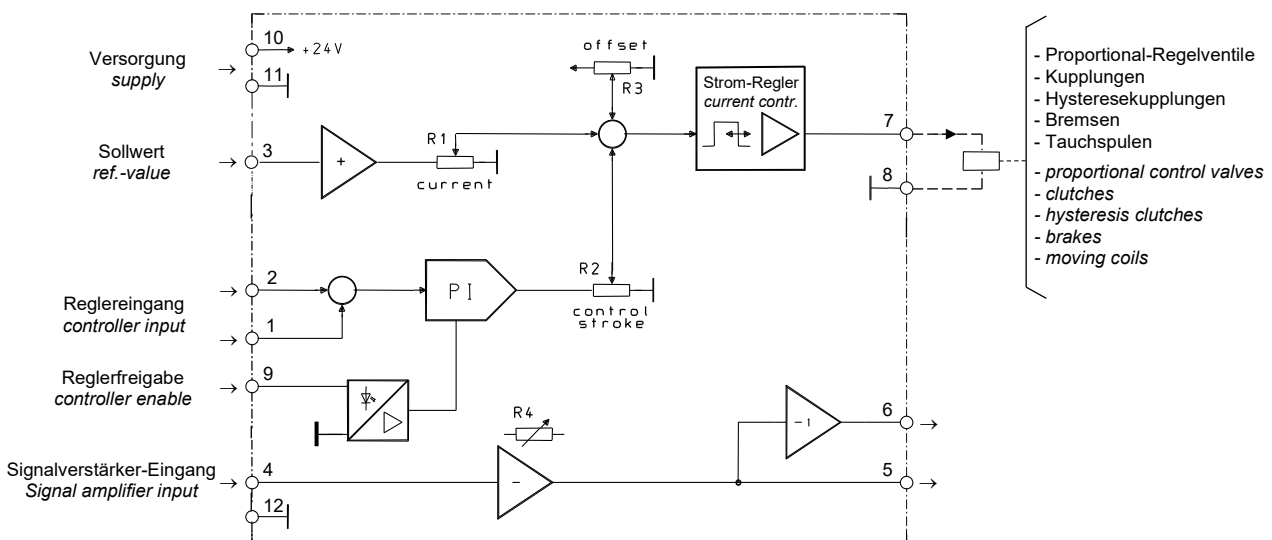 10
+24V
Versorgung
supply
11
offset
R3
Strom-Regler
current contr.
- Proportional-Regelventile
- Kupplungen
- Hysteresekupplungen
- Bremsen
- Tauchspulen
- proportional control valves
- clutches
- hysteresis clutches
- brakes
- moving coils
7
8
Sollwert
ref.-value
3
+
R1
current
2
Reglereingang
controller input
1
PI
R2
control
stroke
Reglerfreigabe
controller enable
9
R4
-1
6
Signalverstärker-Eingang
Signal amplifier input
4
-
5
12